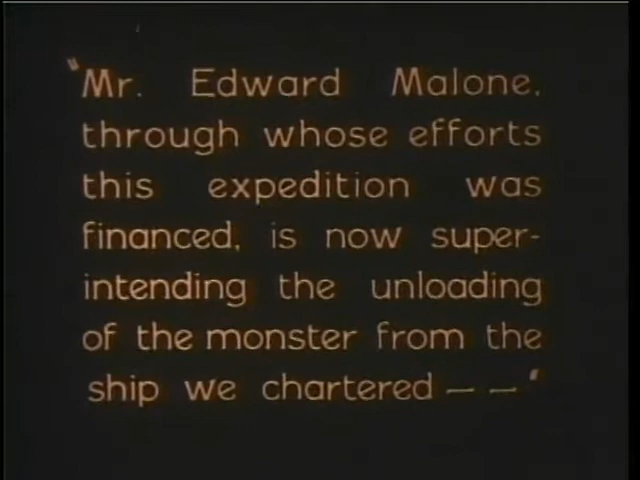 "Mr. Edward Malone,
through whose efforts
this expedition was
financed, is now super-
intending the unloading
of the monster from the
ship we chartered — —"